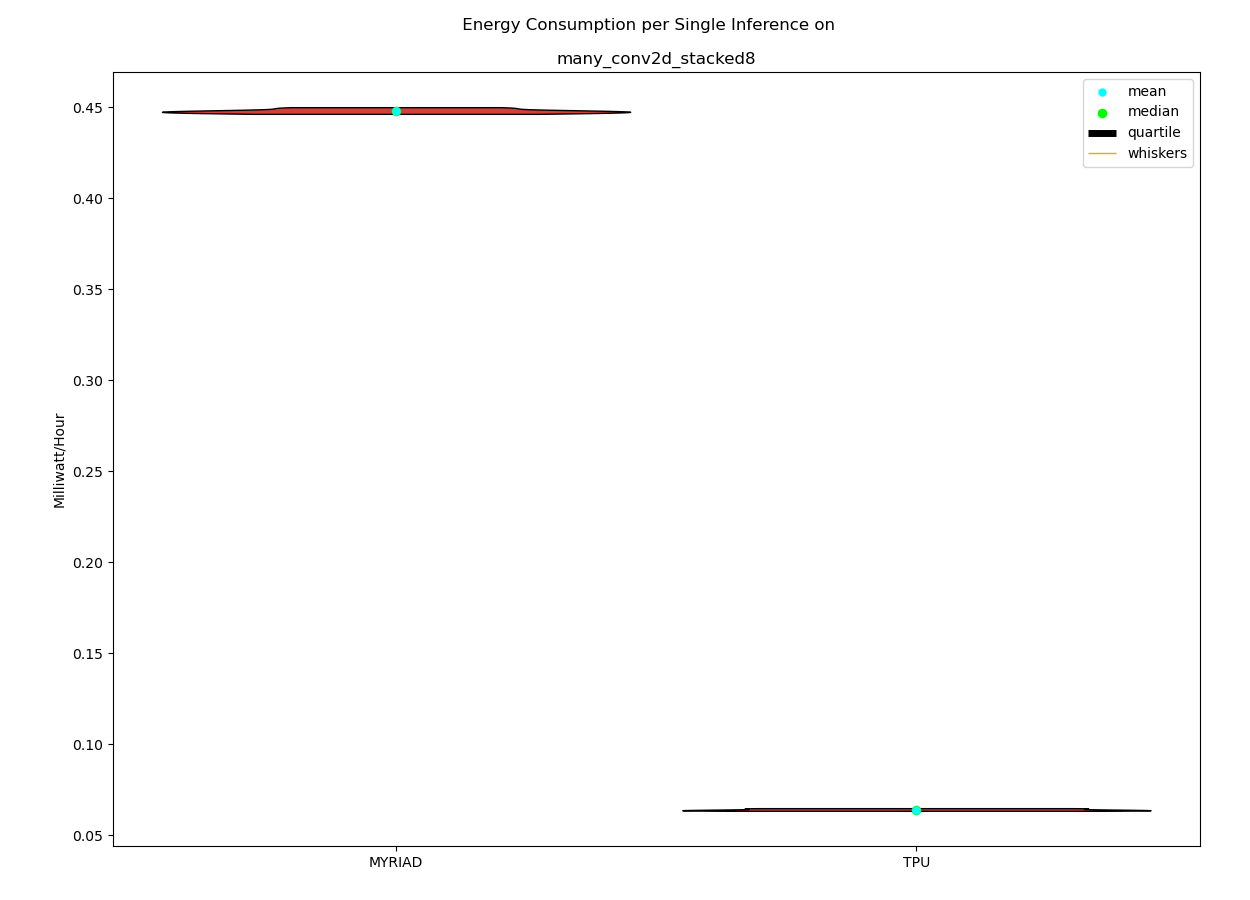 Energy Consumption per Single Inference on
many_conv2d_stacked8
mean
median
quartile
whiskers
0.45
0.40
0.35
0.30
0.25
0.20
0.15
0.10
0.05
Milliwatt/Hour
MYRIAD
TPU